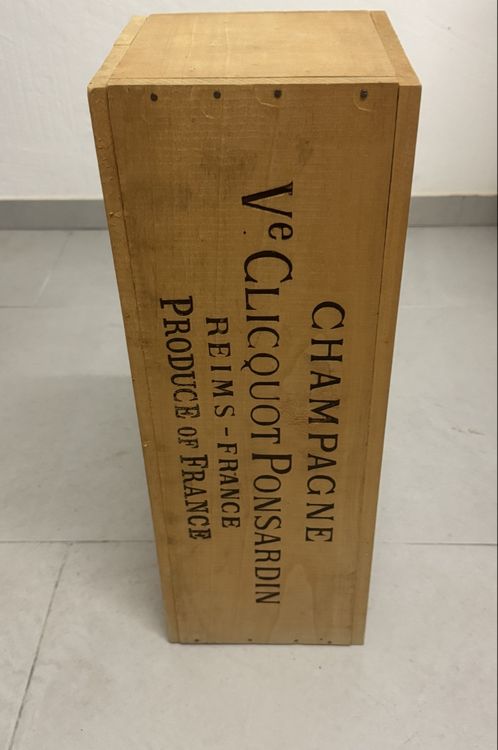 CHAMPAGNE
Ve CLICQUOT PONSARDIN
REIMS - FRANCE
PRODUCE OF FRANCE